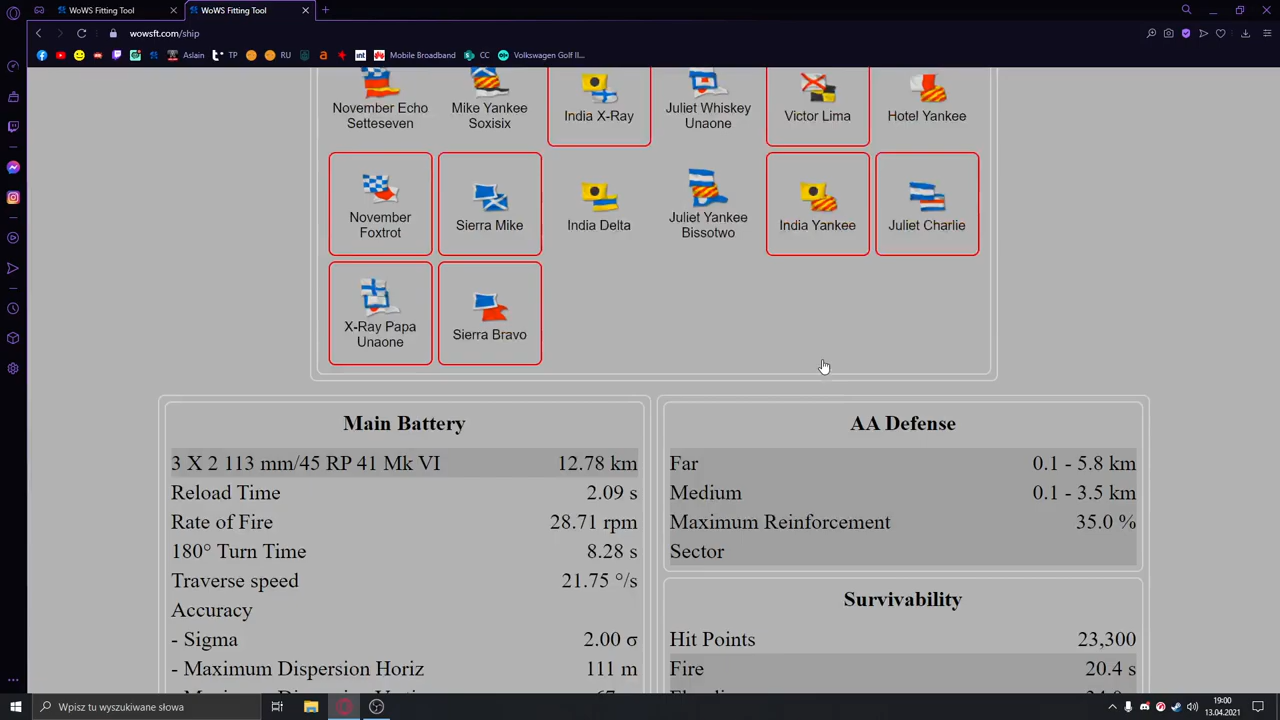 WoWS Fitting Tool
WoWS Fitting Tool
wowsft.com/ship
Aslain
TP
RU
Mobile Broadband
CC
Volkswagen Golf II...
November Echo
Setteseven
Mike Yankee
Soxisix
India X-Ray
Juliet Whiskey
Unaone
Victor Lima
Hotel Yankee
November
Foxtrot
Sierra Mike
India Delta
Juliet Yankee
Bissotwo
India Yankee
Juliet Charlie
X-Ray Papa
Unaone
Sierra Bravo
Main Battery
3 X 2 113 mm/45 RP 41 Mk VI 12.78 km
Reload Time 2.09 s
Rate of Fire 28.71 rpm
180° Turn Time 8.28 s
Traverse speed 21.75 °/s
Accuracy
- Sigma 2.00 σ
- Maximum Dispersion Horiz 111 m
AA Defense
Far 0.1 - 5.8 km
Medium 0.1 - 3.5 km
Maximum Reinforcement 35.0 %
Sector
Survivability
Hit Points 23,300
Fire 20.4 s
Wpisz tu wyszukiwane słowa
19:00
13.04.2021